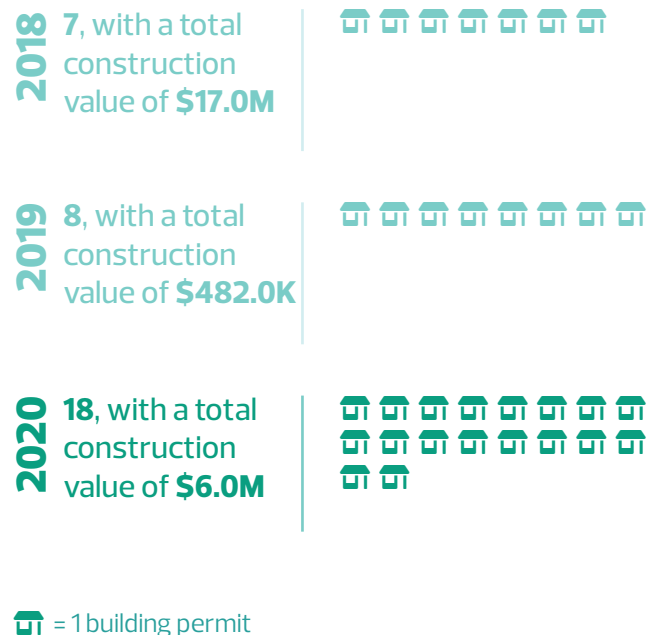 2018
7, with a total
construction
value of $17.0M
2019
8, with a total
construction
value of $482.0K
2020
18, with a total
construction
value of $6.0M
= 1 building permit